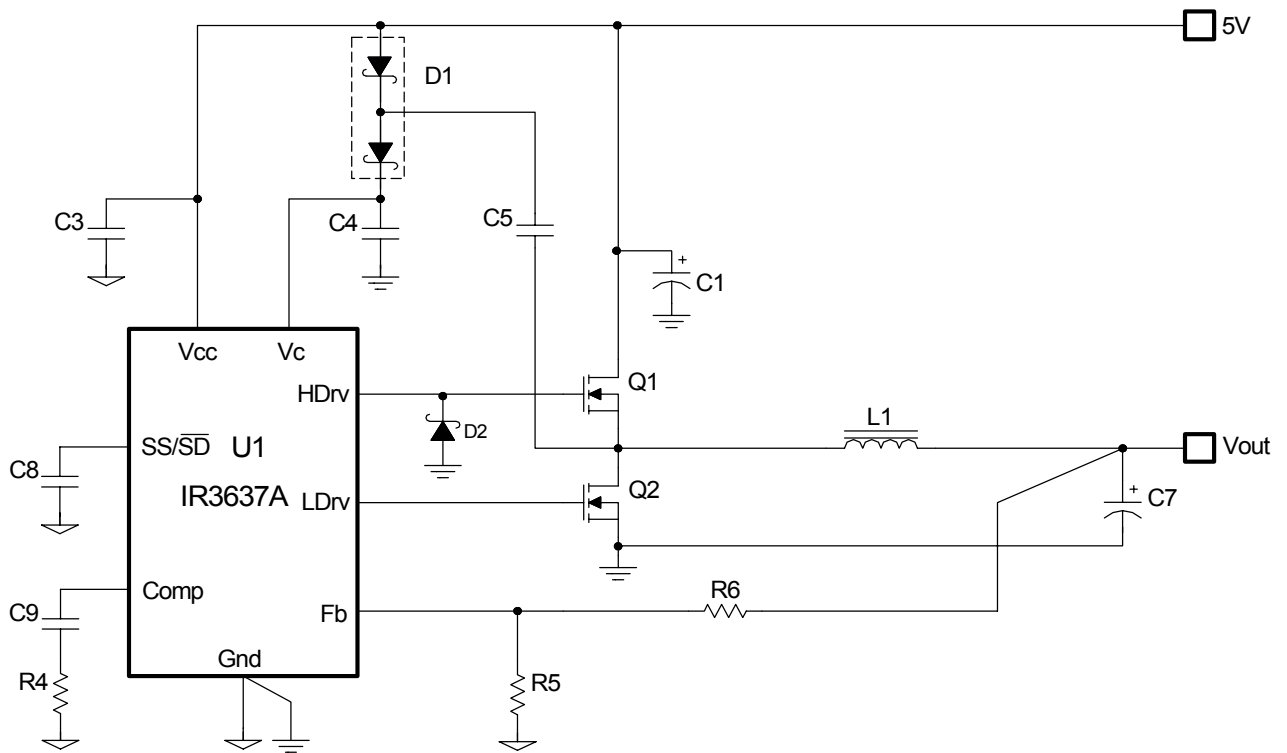 5V
D1
C3
C4
C5
+
C1
Vcc
Vc
HDrv
Q1
D2
L1
Vout
C8
SS/SD U1
IR3637A
LDrv
Q2
+
C7
Comp
C9
Fb
R6
Gnd
R4
R5